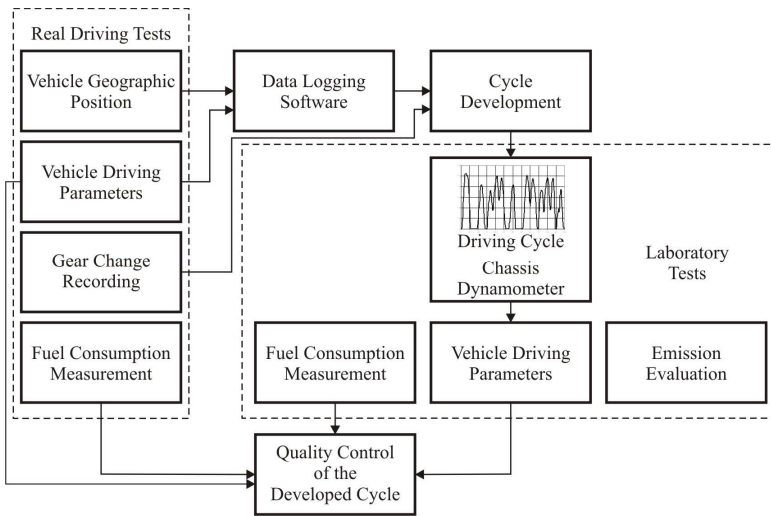 Real Driving Tests
Vehicle Geographic
Position
Data Logging
Software
Cycle
Development
Vehicle Driving
Parameters
Gear Change
Recording
Driving Cycle
Chassis
Dynamometer
Laboratory
Tests
Fuel Consumption
Measurement
Fuel Consumption
Measurement
Vehicle Driving
Parameters
Emission
Evaluation
Quality Control
of the
Developed Cycle